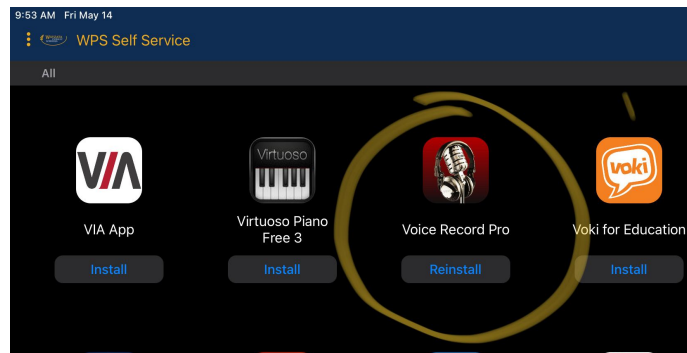 9:53 AM Fri May 14
WPS Self Service
All
VIA
Virtuoso
voki
VIA App
Virtuoso Piano
Free 3
Voice Record Pro
Voki for Education
Install
Install
Reinstall
Install